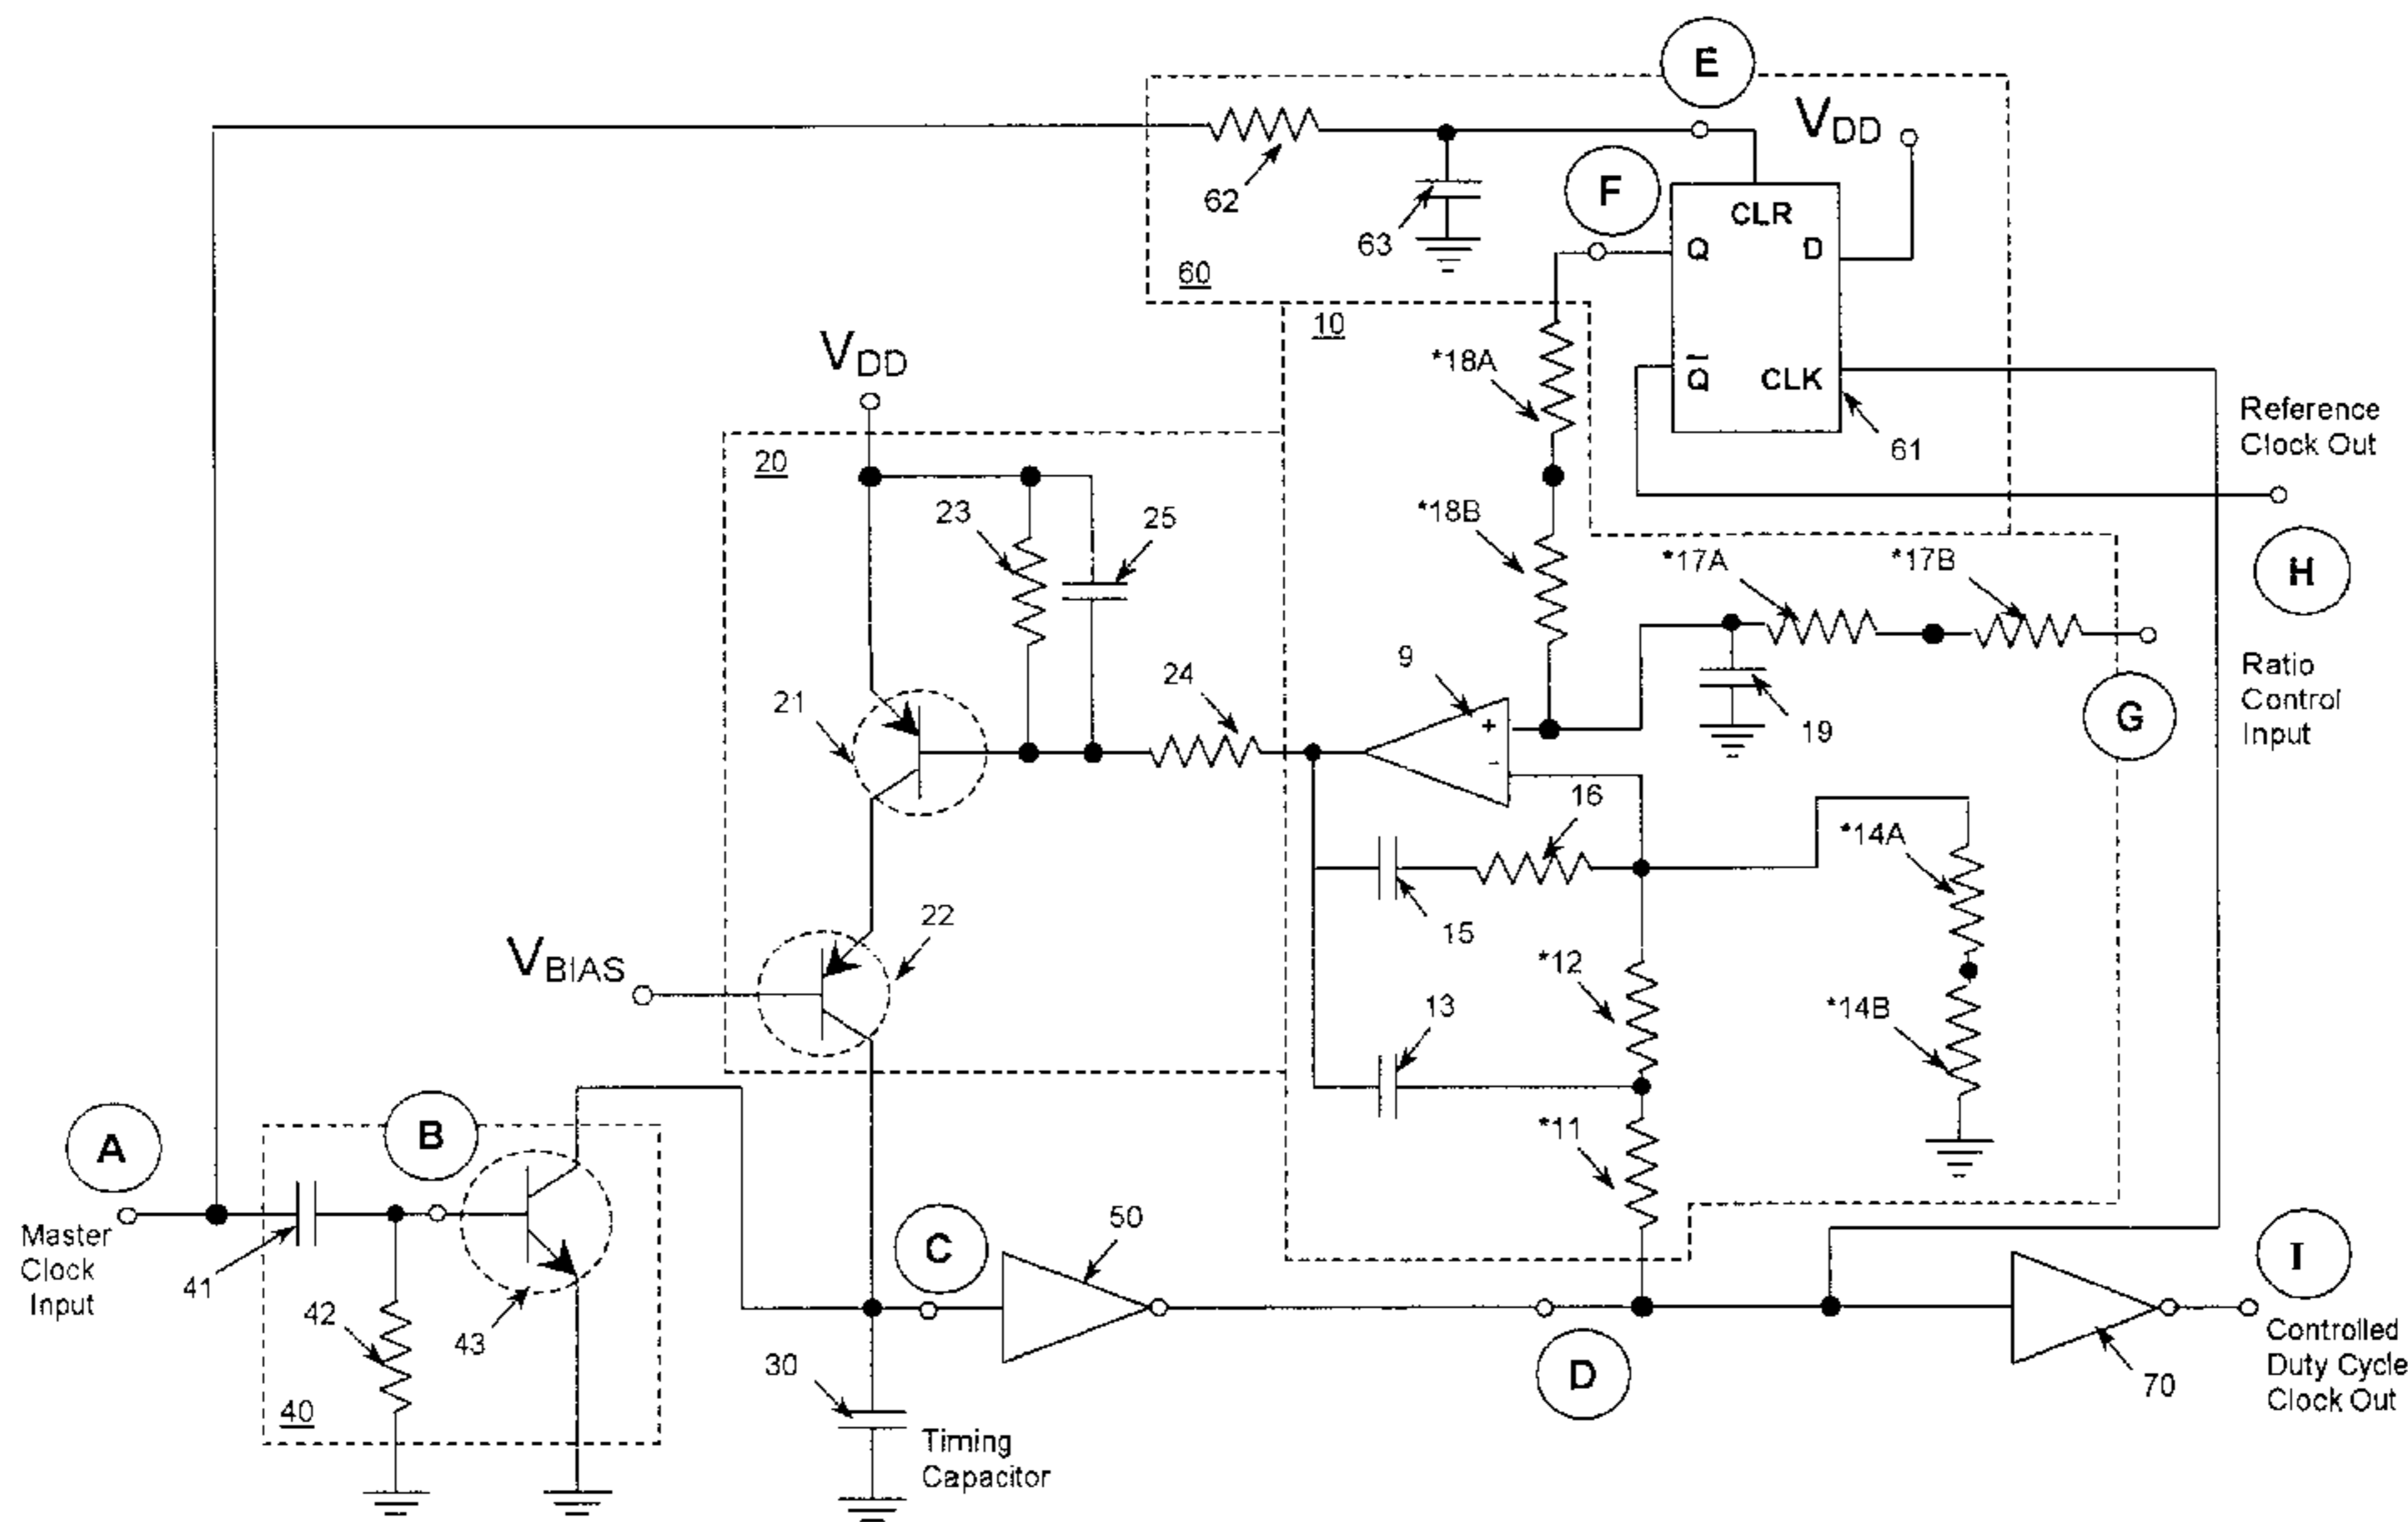 E
VDD
F
62
63
CLR
Q
D
60
10
*18A
Q̅
CLK
VDD
61
Reference
Clock Out
20
23
25
*18B
*17A
*17B
H
9
24
21
+
-
19
Ratio
Control
Input
G
16
*14A
15
22
VBIAS
*12
13
*14B
A
B
*11
Master
Clock
Input
41
42
43
40
C
50
D
I
Controlled
Duty Cycle
Clock Out
70
30
Timing
Capacitor